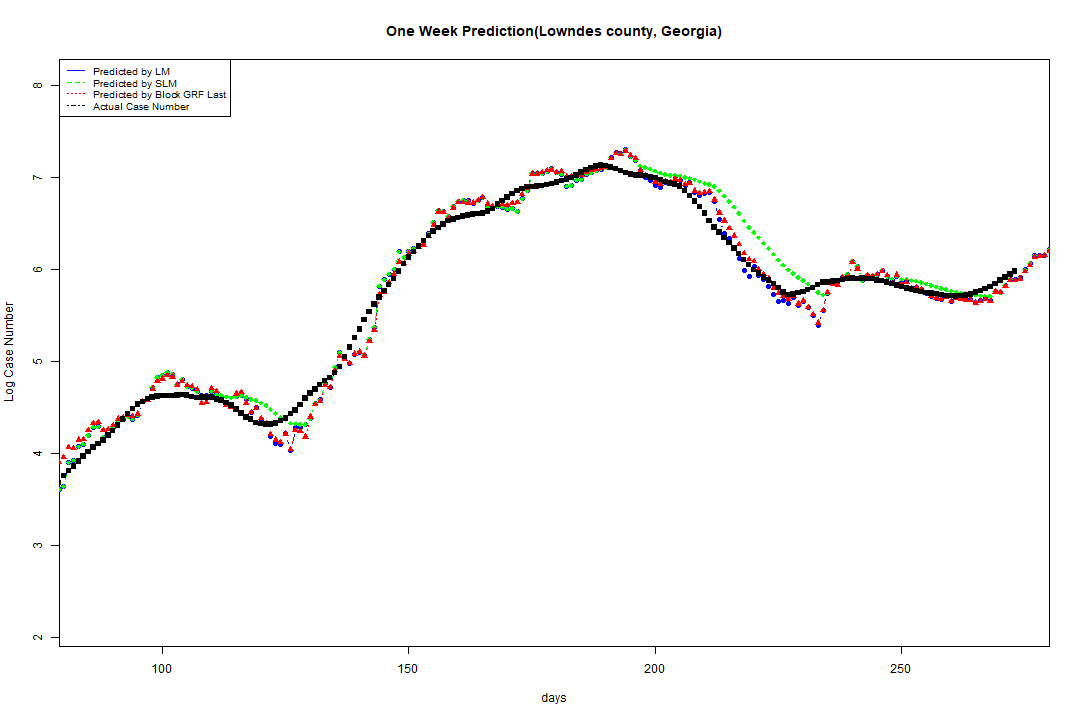 One Week Prediction(Lowndes county, Georgia)
Predicted by LM
Predicted by SLM
Predicted by Block GRF Last
Actual Case Number
8
7
6
5
4
3
2
Log Case Number
100 150 200 250
days